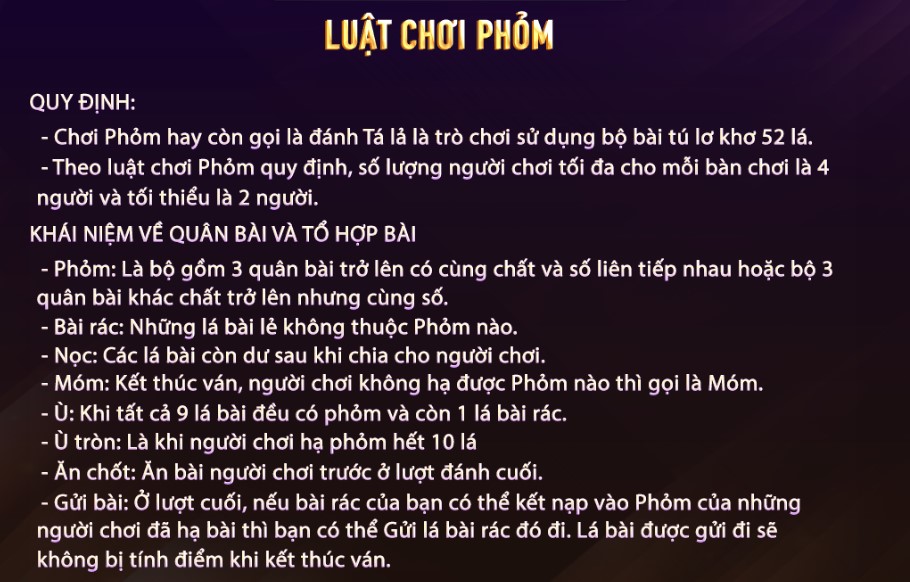 LUẬT CHƠI PHỎM
QUY ĐỊNH:
- Chơi Phỏm hay còn gọi là đánh Tá lả là trò chơi sử dụng bộ bài tú lơ khơ 52 lá.
- Theo luật chơi Phỏm quy định, số lượng người chơi tối đa cho mỗi bàn chơi là 4
người và tối thiểu là 2 người.
KHÁI NIỆM VỀ QUÂN BÀI VÀ TỔ HỢP BÀI
- Phỏm: Là bộ gồm 3 quân bài trở lên có cùng chất và số liên tiếp nhau hoặc bộ 3
quân bài khác chất trở lên nhưng cùng số.
- Bài rác: Những lá bài lẻ không thuộc Phỏm nào.
- Nọc: Các lá bài còn dư sau khi chia cho người chơi.
- Móm: Kết thúc ván, người chơi không hạ được Phỏm nào thì gọi là Móm.
- Ù: Khi tất cả 9 lá bài đều có phỏm và còn 1 lá bài rác.
- Ù tròn: Là khi người chơi hạ phỏm hết 10 lá
- Ăn chốt: Ăn bài người chơi trước ở lượt đánh cuối.
- Gửi bài: Ở lượt cuối, nếu bài rác của bạn có thể kết nạp vào Phỏm của những
người chơi đã hạ bài thì bạn có thể Gửi lá bài rác đó đi. Lá bài được gửi đi sẽ
không bị tính điểm khi kết thúc ván.